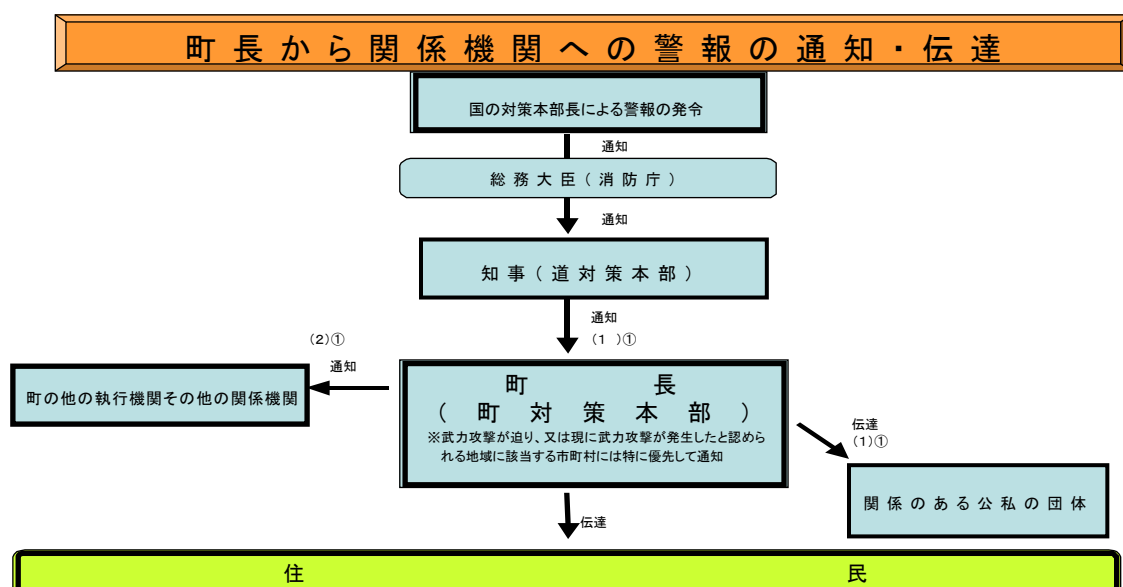 町長から関係機関への警報の通知・伝達
国の対策本部長による警報の発令
通知
総務大臣(消防庁)
通知
知事(道対策本部)
通知
(1 )①
(2)①
通知
町の他の執行機関その他の関係機関
町長
(町対策本部)
※武力攻撃が迫り、又は現に武力攻撃が発生したと認めら
れる地域に該当する市町村には特に優先して通知
伝達
(1)①
関係のある公私の団体
伝達
住民